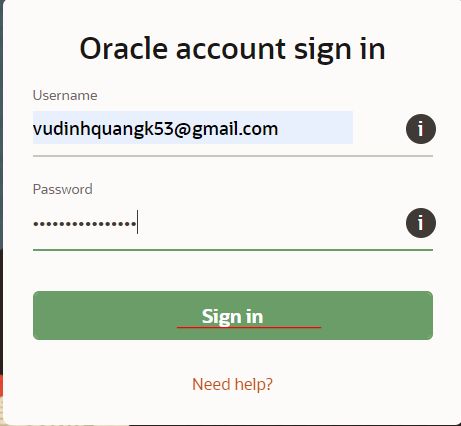 Oracle account sign in
Username
vudinhquangk53@gmail.com
i
Password
••••••••••••••••
i
Sign in
Need help?